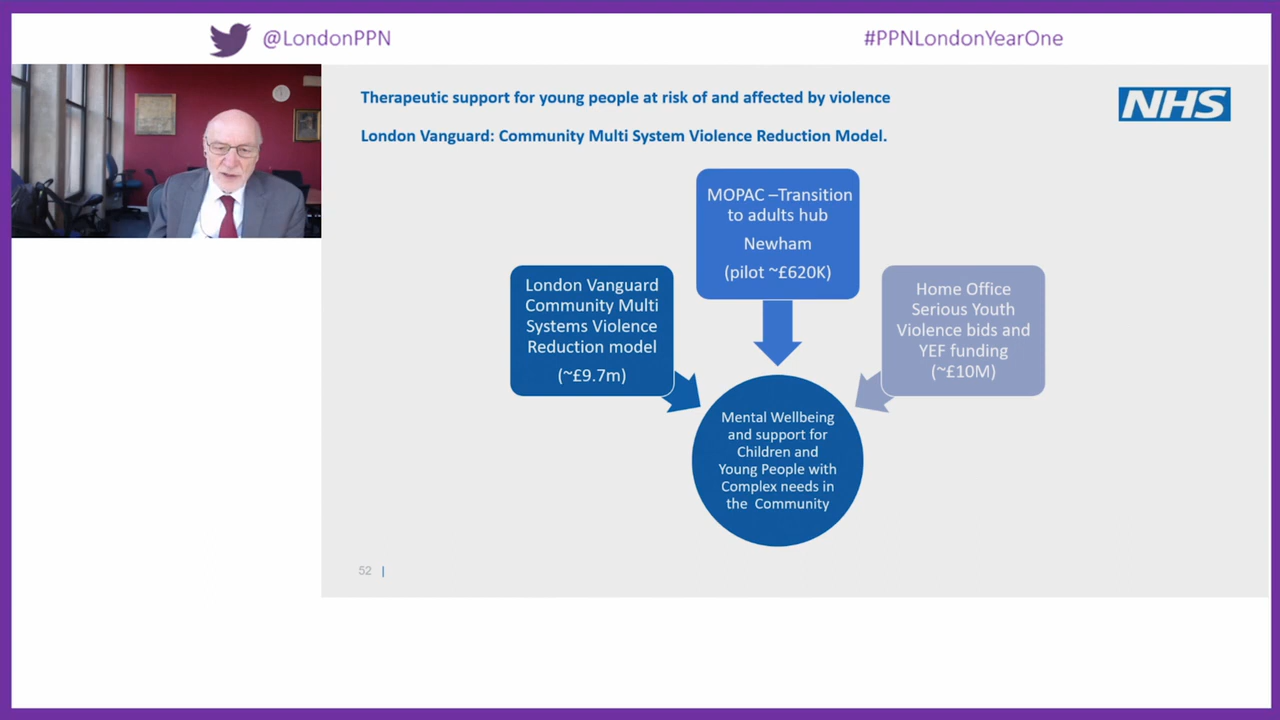 @LondonPPN
#PPNLondonYearOne
Therapeutic support for young people at risk of and affected by violence
NHS
London Vanguard: Community Multi System Violence Reduction Model.
MOPAC –Transition
to adults hub
Newham
(pilot ~£620K)
London Vanguard
Community Multi
Systems Violence
Reduction model
(~£9.7m)
Home Office
Serious Youth
Violence bids and
YEF funding
(~£10M)
Mental Wellbeing
and support for
Children and
Young People with
Complex needs in
the Community
52 |